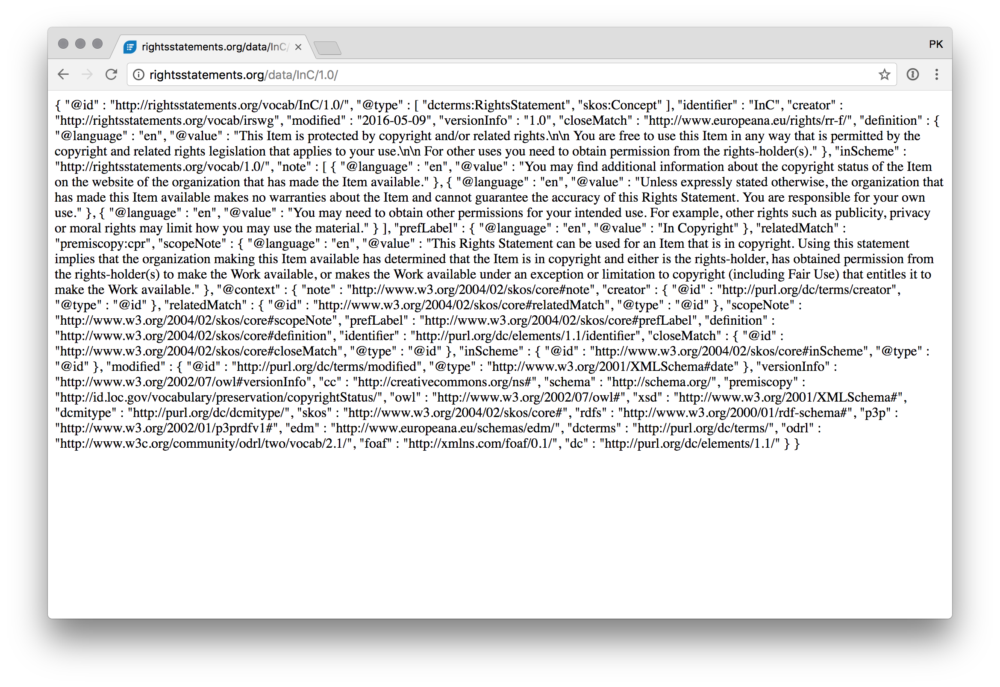 rightsstatements.org/data/InC/
PK
rightsstatements.org/data/InC/1.0/
{ "@id" : "http://rightsstatements.org/vocab/InC/1.0/", "@type" : [ "dcterms:RightsStatement", "skos:Concept" ], "identifier" : "InC", "creator" :
"http://rightsstatements.org/vocab/irswg", "modified" : "2016-05-09", "versionInfo" : "1.0", "closeMatch" : "http://www.europeana.eu/rights/rr-f/", "definition" : {
"@language" : "en", "@value" : "This Item is protected by copyright and/or related rights.\n\n You are free to use this Item in any way that is permitted by the
copyright and related rights legislation that applies to your use.\n\n For other uses you need to obtain permission from the rights-holder(s)." }, "inScheme" :
"http://rightsstatements.org/vocab/1.0/", "note" : [ { "@language" : "en", "@value" : "You may find additional information about the copyright status of the Item
on the website of the organization that has made the Item available." }, { "@language" : "en", "@value" : "Unless expressly stated otherwise, the organization that
has made this Item available makes no warranties about the Item and cannot guarantee the accuracy of this Rights Statement. You are responsible for your own
use." }, { "@language" : "en", "@value" : "You may need to obtain other permissions for your intended use. For example, other rights such as publicity, privacy
or moral rights may limit how you may use the material." } ], "prefLabel" : { "@language" : "en", "@value" : "In Copyright" }, "relatedMatch" :
"premiscopy:cpr", "scopeNote" : { "@language" : "en", "@value" : "This Rights Statement can be used for an Item that is in copyright. Using this statement
implies that the organization making this Item available has determined that the Item is in copyright and either is the rights-holder, has obtained permission from
the rights-holder(s) to make the Work available, or makes the Work available under an exception or limitation to copyright (including Fair Use) that entitles it to
make the Work available." }, "@context" : { "note" : "http://www.w3.org/2004/02/skos/core#note", "creator" : { "@id" : "http://purl.org/dc/terms/creator",
"@type" : "@id" }, "relatedMatch" : { "@id" : "http://www.w3.org/2004/02/skos/core#relatedMatch", "@type" : "@id" }, "scopeNote" :
"http://www.w3.org/2004/02/skos/core#scopeNote", "prefLabel" : "http://www.w3.org/2004/02/skos/core#prefLabel", "definition" :
"http://www.w3.org/2004/02/skos/core#definition", "identifier" : "http://purl.org/dc/elements/1.1/identifier", "closeMatch" : { "@id" :
"http://www.w3.org/2004/02/skos/core#closeMatch", "@type" : "@id" }, "inScheme" : { "@id" : "http://www.w3.org/2004/02/skos/core#inScheme", "@type" :
"@id" }, "modified" : { "@id" : "http://purl.org/dc/terms/modified", "@type" : "http://www.w3.org/2001/XMLSchema#date" }, "versionInfo" :
"http://www.w3.org/2002/07/owl#versionInfo", "cc" : "http://creativecommons.org/ns#", "schema" : "http://schema.org/", "premiscopy" :
"http://id.loc.gov/vocabulary/preservation/copyrightStatus/", "owl" : "http://www.w3.org/2002/07/owl#", "xsd" : "http://www.w3.org/2001/XMLSchema#",
"dcmitype" : "http://purl.org/dc/dcmitype/", "skos" : "http://www.w3.org/2004/02/skos/core#", "rdfs" : "http://www.w3.org/2000/01/rdf-schema#", "p3p" :
"http://www.w3.org/2002/01/p3prdfv1#", "edm" : "http://www.europeana.eu/schemas/edm/", "dcterms" : "http://purl.org/dc/terms/", "odrl" :
"http://www.w3c.org/community/odrl/two/vocab/2.1/", "foaf" : "http://xmlns.com/foaf/0.1/", "dc" : "http://purl.org/dc/elements/1.1/" } }